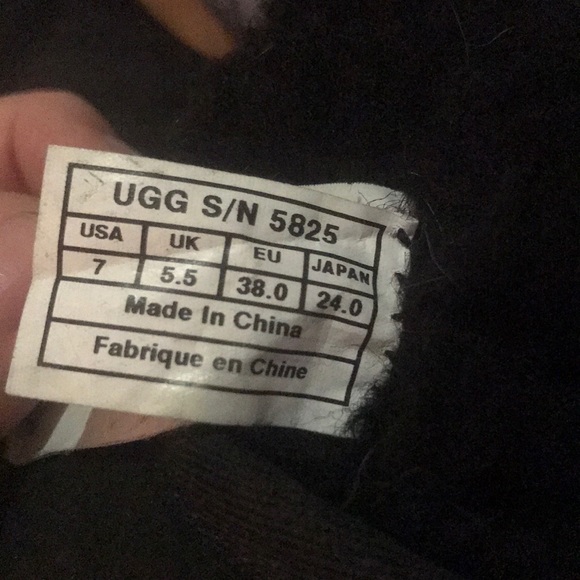 UGG S/N 5825
USA UK EU JAPAN
7 5.5 38.0 24.0
Made In China
Fabrique en Chine